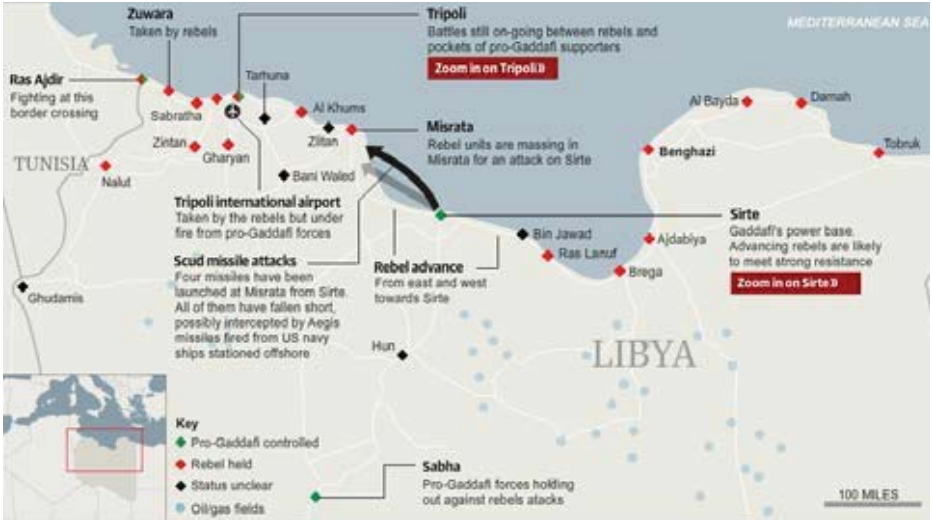 Zuwara
Taken by rebels
Tripoli
Battles still on-going between rebels and
pockets of pro-Gaddafi supporters
Zoom in on Tripoli»
MEDITERRANEAN SEA
Ras Ajdir
Fighting at this
border crossing
Tarhuna
Sabratha
Al Khums
Zlitan
Misrata
Rebel units are massing in
Misrata for an attack on Sirte
Al Bayda
Darnah
Tobruk
Benghazi
TUNISIA
Zintan
Gharyan
Nalut
Bani Waled
Tripoli international airport
Taken by the rebels but under
fire from pro-Gaddafi forces
Scud missile attacks
Four missiles have been
launched at Misrata from Sirte.
All of them have fallen short,
possibly intercepted by Aegis
missiles fired from US navy
ships stationed offshore
Rebel advance
From east and west
towards Sirte
Bin Jawad
Ras Lanuf
Brega
Ajdabiya
Sirte
Gaddafi's power base.
Advancing rebels are likely
to meet strong resistance
Zoom in on Sirte»
Ghudamis
Hun
LIBYA
Key
Pro-Gaddafi controlled
Rebel held
Status unclear
Oil/gas fields
Sabha
Pro-Gaddafi forces holding
out against rebels atacks
100 MILES